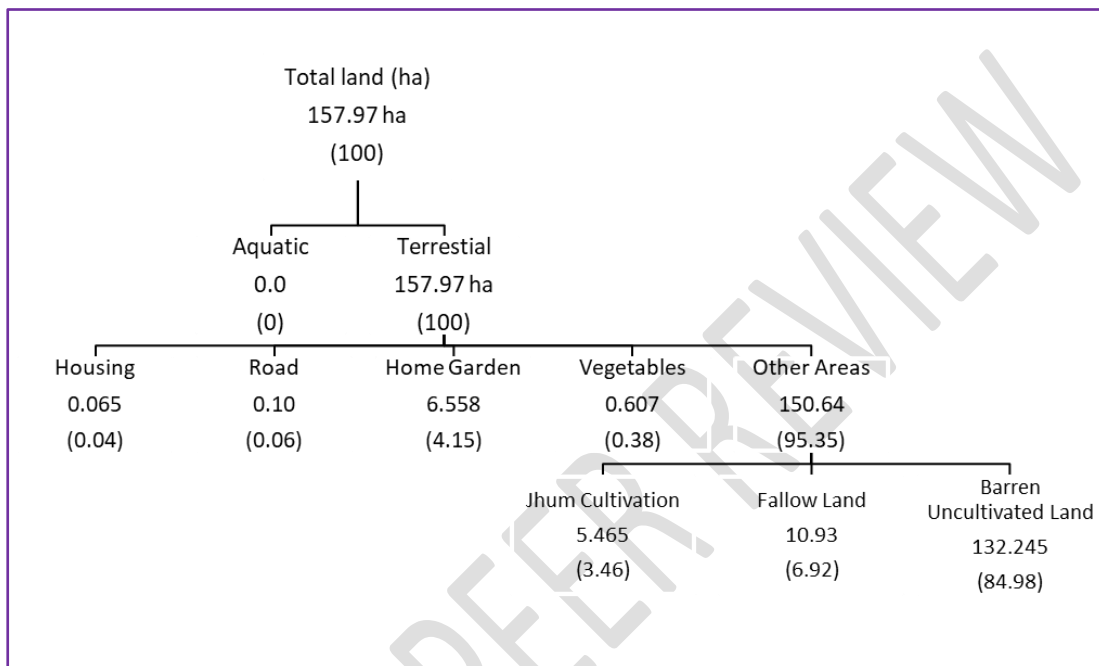 Total land (ha)
157.97 ha
(100)
Aquatic
Terrestial
0.0
157.97 ha
(0)
(100)
Housing
Road
Home Garden
Vegetables
Other Areas
0.065
0.10
6.558
0.607
150.64
(0.04)
(0.06)
(4.15)
(0.38)
(95.35)
Jhum Cultivation
Fallow Land
Barren
Uncultivated Land
5.465
10.93
132.245
(3.46)
(6.92)
(84.98)
PEER REVIEW